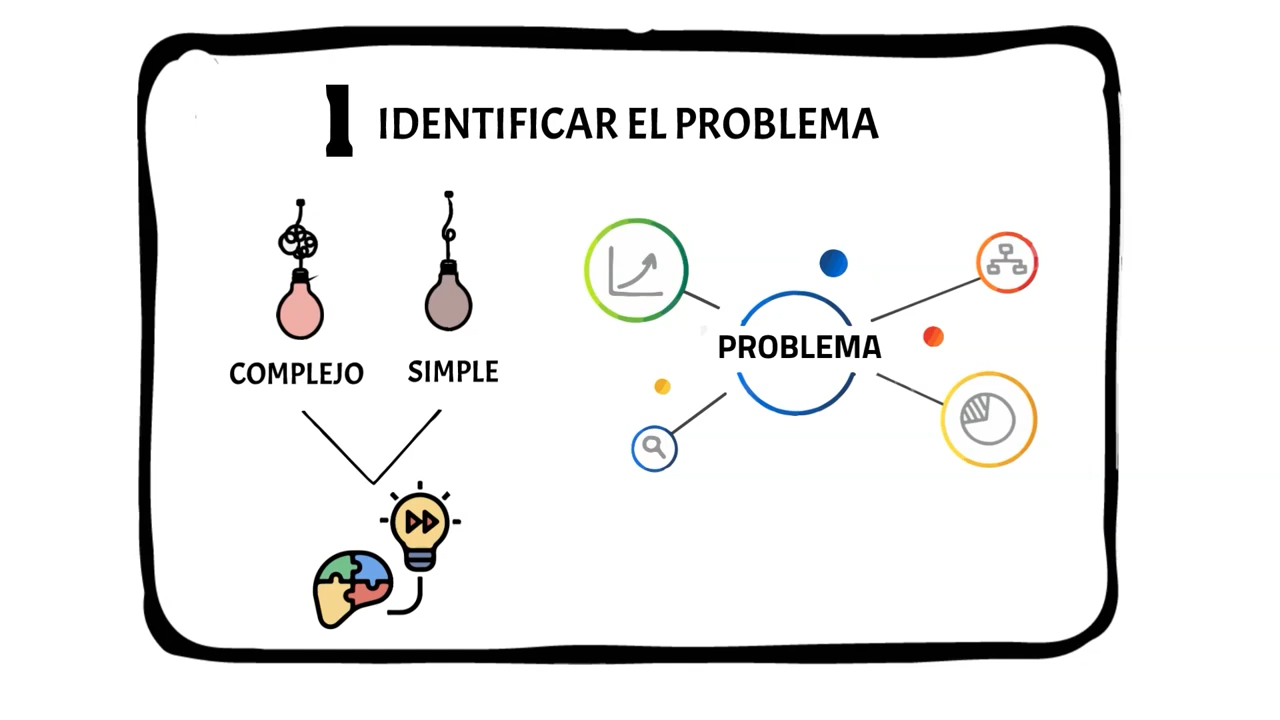 1 IDENTIFICAR EL PROBLEMA
COMPLEJO
SIMPLE
PROBLEMA